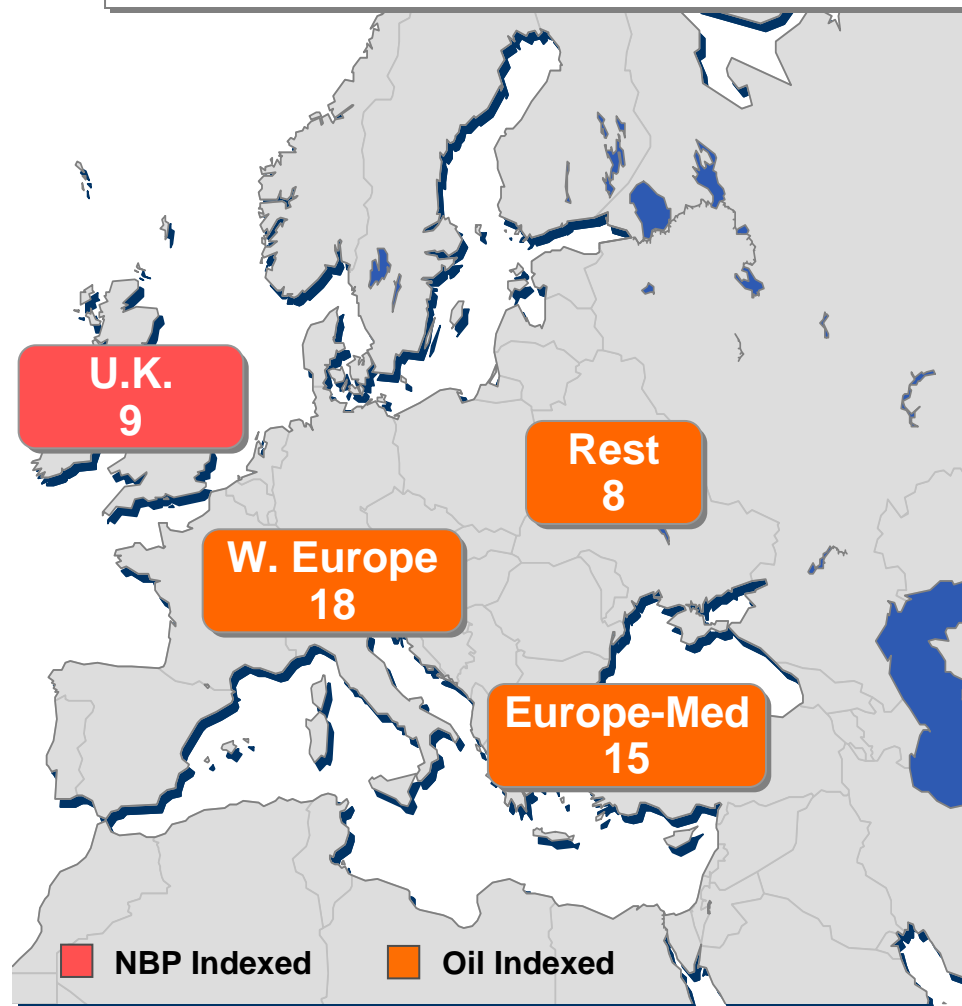 U.K.
9
Rest
8
W. Europe
18
Europe-Med
15
NBP Indexed
Oil Indexed